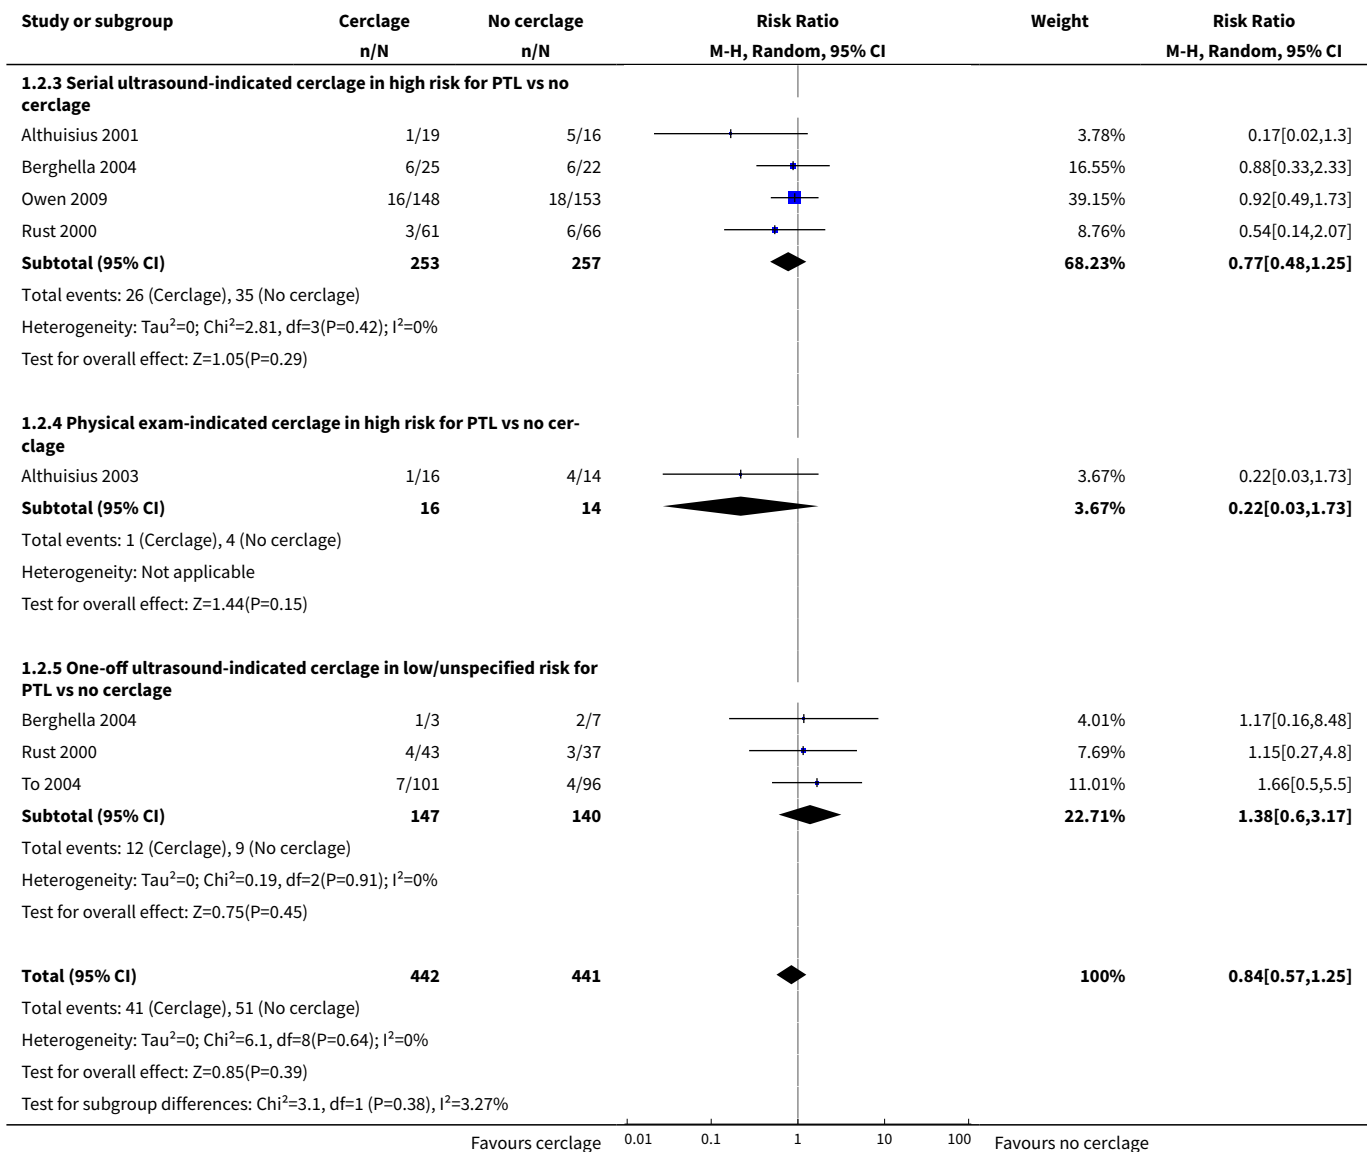 Study or subgroup Cerclage No cerclage Risk Ratio Weight Risk Ratio
n/N n/N M-H, Random, 95% CI M-H, Random, 95% CI
1.2.3 Serial ultrasound-indicated cerclage in high risk for PTL vs no
cerclage
Althuisius 2001 1/19 5/16 3.78% 0.17[0.02,1.3]
Berghella 2004 6/25 6/22 16.55% 0.88[0.33,2.33]
Owen 2009 16/148 18/153 39.15% 0.92[0.49,1.73]
Rust 2000 3/61 6/66 8.76% 0.54[0.14,2.07]
Subtotal (95% CI) 253 257 68.23% 0.77[0.48,1.25]
Total events: 26 (Cerclage), 35 (No cerclage)
Heterogeneity: Tau²=0; Chi²=2.81, df=3(P=0.42); I²=0%
Test for overall effect: Z=1.05(P=0.29)
1.2.4 Physical exam-indicated cerclage in high risk for PTL vs no cer-
clage
Althuisius 2003 1/16 4/14 3.67% 0.22[0.03,1.73]
Subtotal (95% CI) 16 14 3.67% 0.22[0.03,1.73]
Total events: 1 (Cerclage), 4 (No cerclage)
Heterogeneity: Not applicable
Test for overall effect: Z=1.44(P=0.15)
1.2.5 One-off ultrasound-indicated cerclage in low/unspecified risk for
PTL vs no cerclage
Berghella 2004 1/3 2/7 4.01% 1.17[0.16,8.48]
Rust 2000 4/43 3/37 7.69% 1.15[0.27,4.8]
To 2004 7/101 4/96 11.01% 1.66[0.5,5.5]
Subtotal (95% CI) 147 140 22.71% 1.38[0.6,3.17]
Total events: 12 (Cerclage), 9 (No cerclage)
Heterogeneity: Tau²=0; Chi²=0.19, df=2(P=0.91); I²=0%
Test for overall effect: Z=0.75(P=0.45)
Total (95% CI) 442 441 100% 0.84[0.57,1.25]
Total events: 41 (Cerclage), 51 (No cerclage)
Heterogeneity: Tau²=0; Chi²=6.1, df=8(P=0.64); I²=0%
Test for overall effect: Z=0.85(P=0.39)
Test for subgroup differences: Chi²=3.1, df=1 (P=0.38), I²=3.27%
Favours cerclage 0.01 0.1 1 10 100 Favours no cerclage